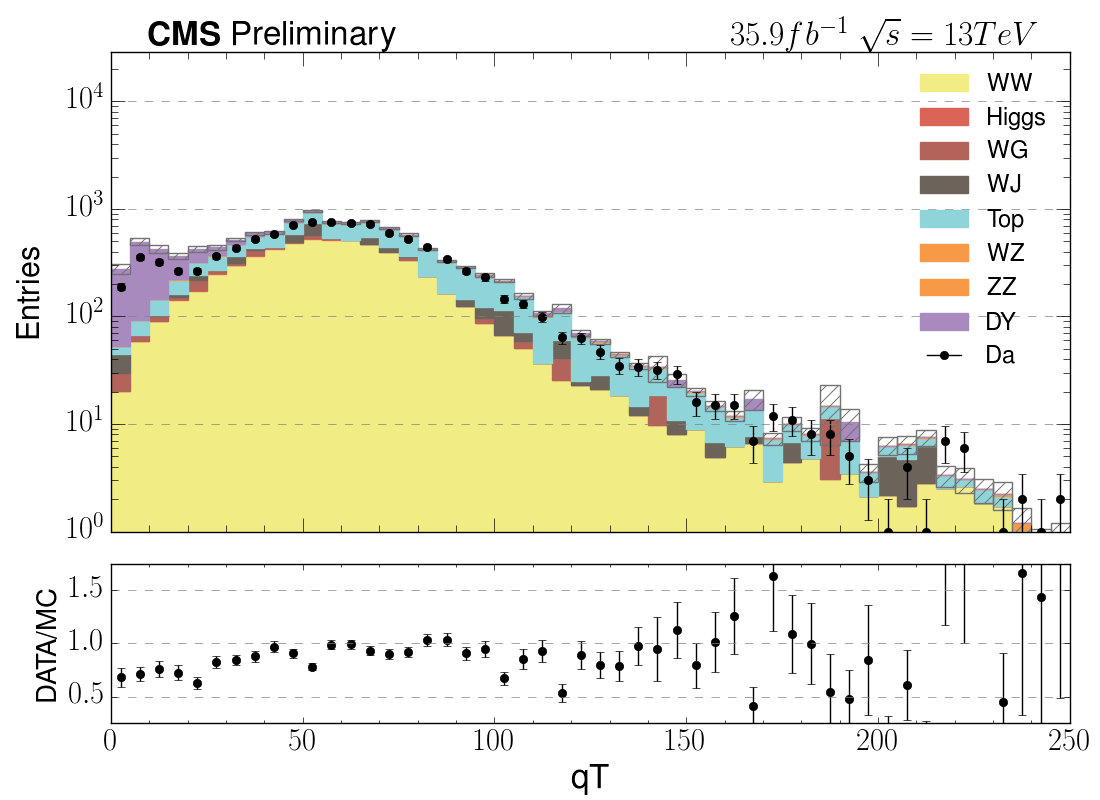 CMS Preliminary 35.9fb⁻¹ √s = 13TeV
Entries
10⁴
10³
10²
10¹
10⁰
WW
Higgs
WG
WJ
Top
WZ
ZZ
DY
Da
DATA/MC
1.5
1.0
0.5
0 50 100 150 200 250
qT